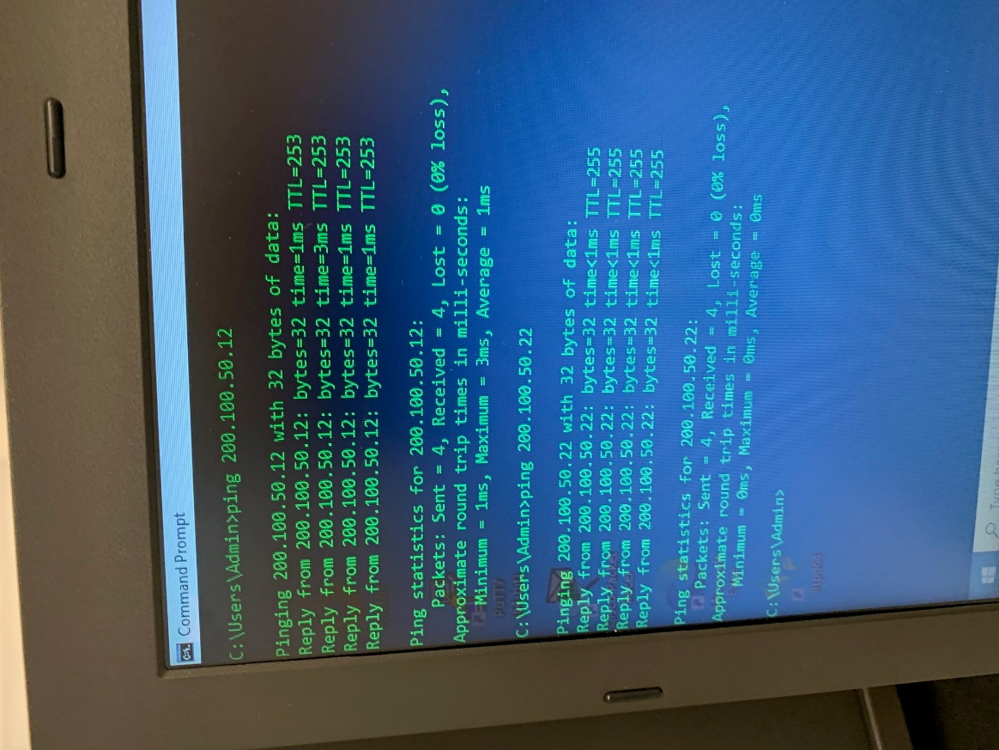 Command Prompt
C:\Users\Admin>ping 200.100.50.12
Pinging 200.100.50.12 with 32 bytes of data:
Reply from 200.100.50.12: bytes=32 time=1ms TTL=253
Reply from 200.100.50.12: bytes=32 time=3ms TTL=253
Reply from 200.100.50.12: bytes=32 time=1ms TTL=253
Reply from 200.100.50.12: bytes=32 time=1ms TTL=253
Ping statistics for 200.100.50.12:
Packets: Sent = 4, Received = 4, Lost = 0 (0% loss),
Approximate round trip times in milli-seconds:
Minimum = 1ms, Maximum = 3ms, Average = 1ms
C:\Users\Admin>ping 200.100.50.22
Pinging 200.100.50.22 with 32 bytes of data:
Reply from 200.100.50.22: bytes=32 time<1ms TTL=255
Reply from 200.100.50.22: bytes=32 time<1ms TTL=255
Reply from 200.100.50.22: bytes=32 time<1ms TTL=255
Reply from 200.100.50.22: bytes=32 time<1ms TTL=255
Ping statistics for 200.100.50.22:
Packets: Sent = 4, Received = 4, Lost = 0 (0% loss),
Approximate round trip times in milli-seconds:
Minimum = 0ms, Maximum = 0ms, Average = 0ms
C:\Users\Admin>
Type